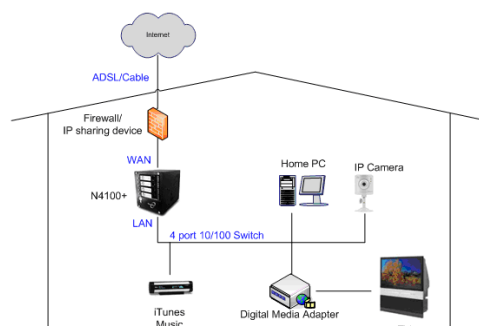 Internet
ADSL/Cable
Firewall/
IP sharing device
WAN
Home PC
IP Camera
N4100+
LAN
4 port 10/100 Switch
iTunes
Music
Digital Media Adapter